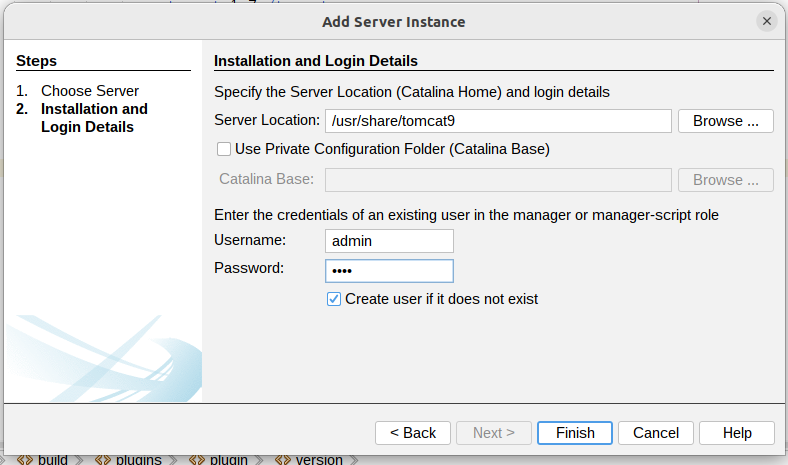 Add Server Instance
Steps
1. Choose Server
2. Installation and
Login Details
Installation and Login Details
Specify the Server Location (Catalina Home) and login details
Server Location: /usr/share/tomcat9 Browse ...
Use Private Configuration Folder (Catalina Base)
Catalina Base: Browse ...
Enter the credentials of an existing user in the manager or manager-script role
Username: admin
Password: ••••
Create user if it does not exist
< Back Next > Finish Cancel Help
build plugins plugin version